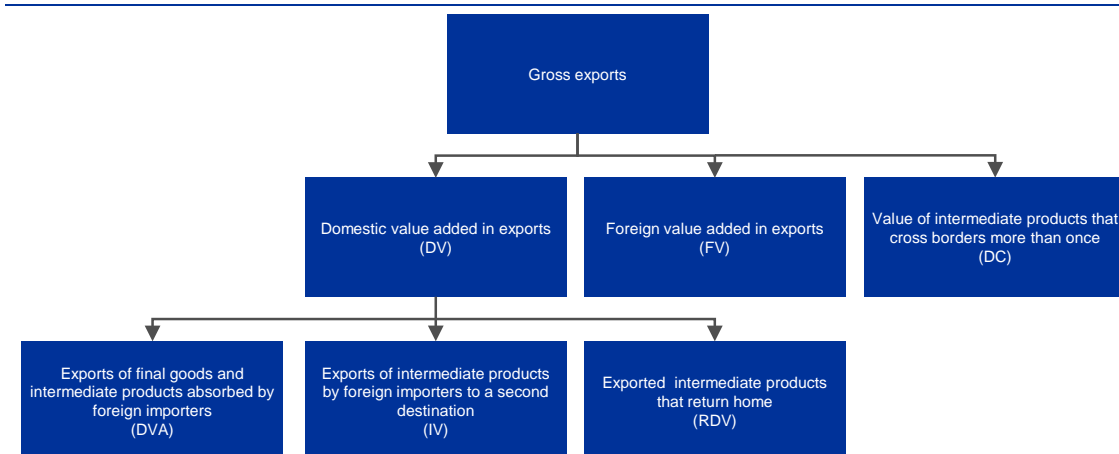 Gross exports
Domestic value added in exports
(DV)
Foreign value added in exports
(FV)
Value of intermediate products that
cross borders more than once
(DC)
Exports of final goods and
intermediate products absorbed by
foreign importers
(DVA)
Exports of intermediate products
by foreign importers to a second
destination
(IV)
Exported intermediate products
that return home
(RDV)